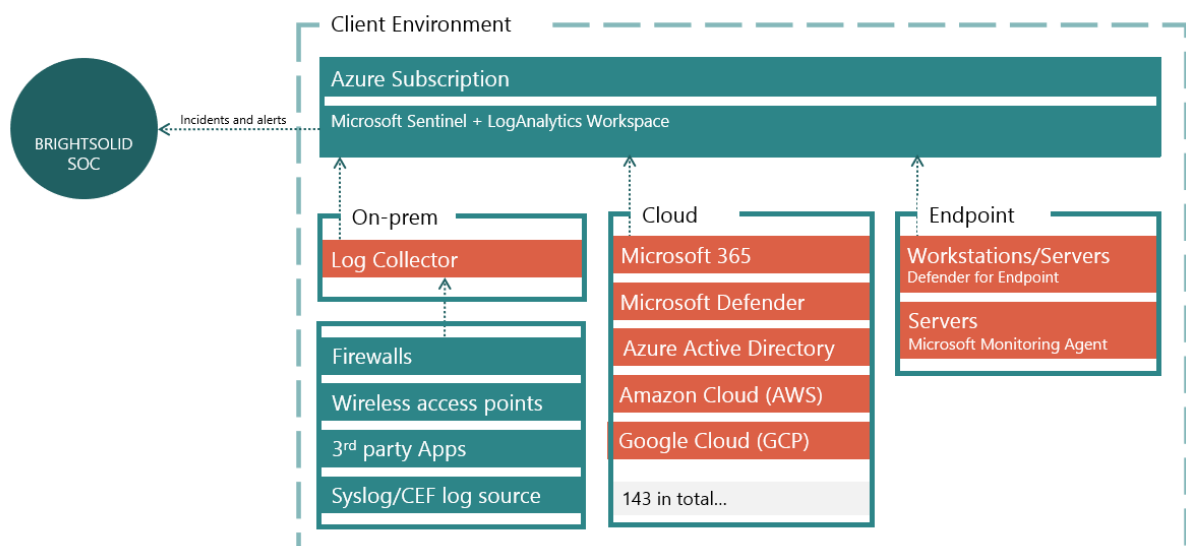 Client Environment
Azure Subscription
Microsoft Sentinel + LogAnalytics Workspace
Incidents and alerts
BRIGHTSOLID
SOC
On-prem
Log Collector
Firewalls
Wireless access points
3rd party Apps
Syslog/CEF log source
Cloud
Microsoft 365
Microsoft Defender
Azure Active Directory
Amazon Cloud (AWS)
Google Cloud (GCP)
143 in total...
Endpoint
Workstations/Servers
Defender for Endpoint
Servers
Microsoft Monitoring Agent